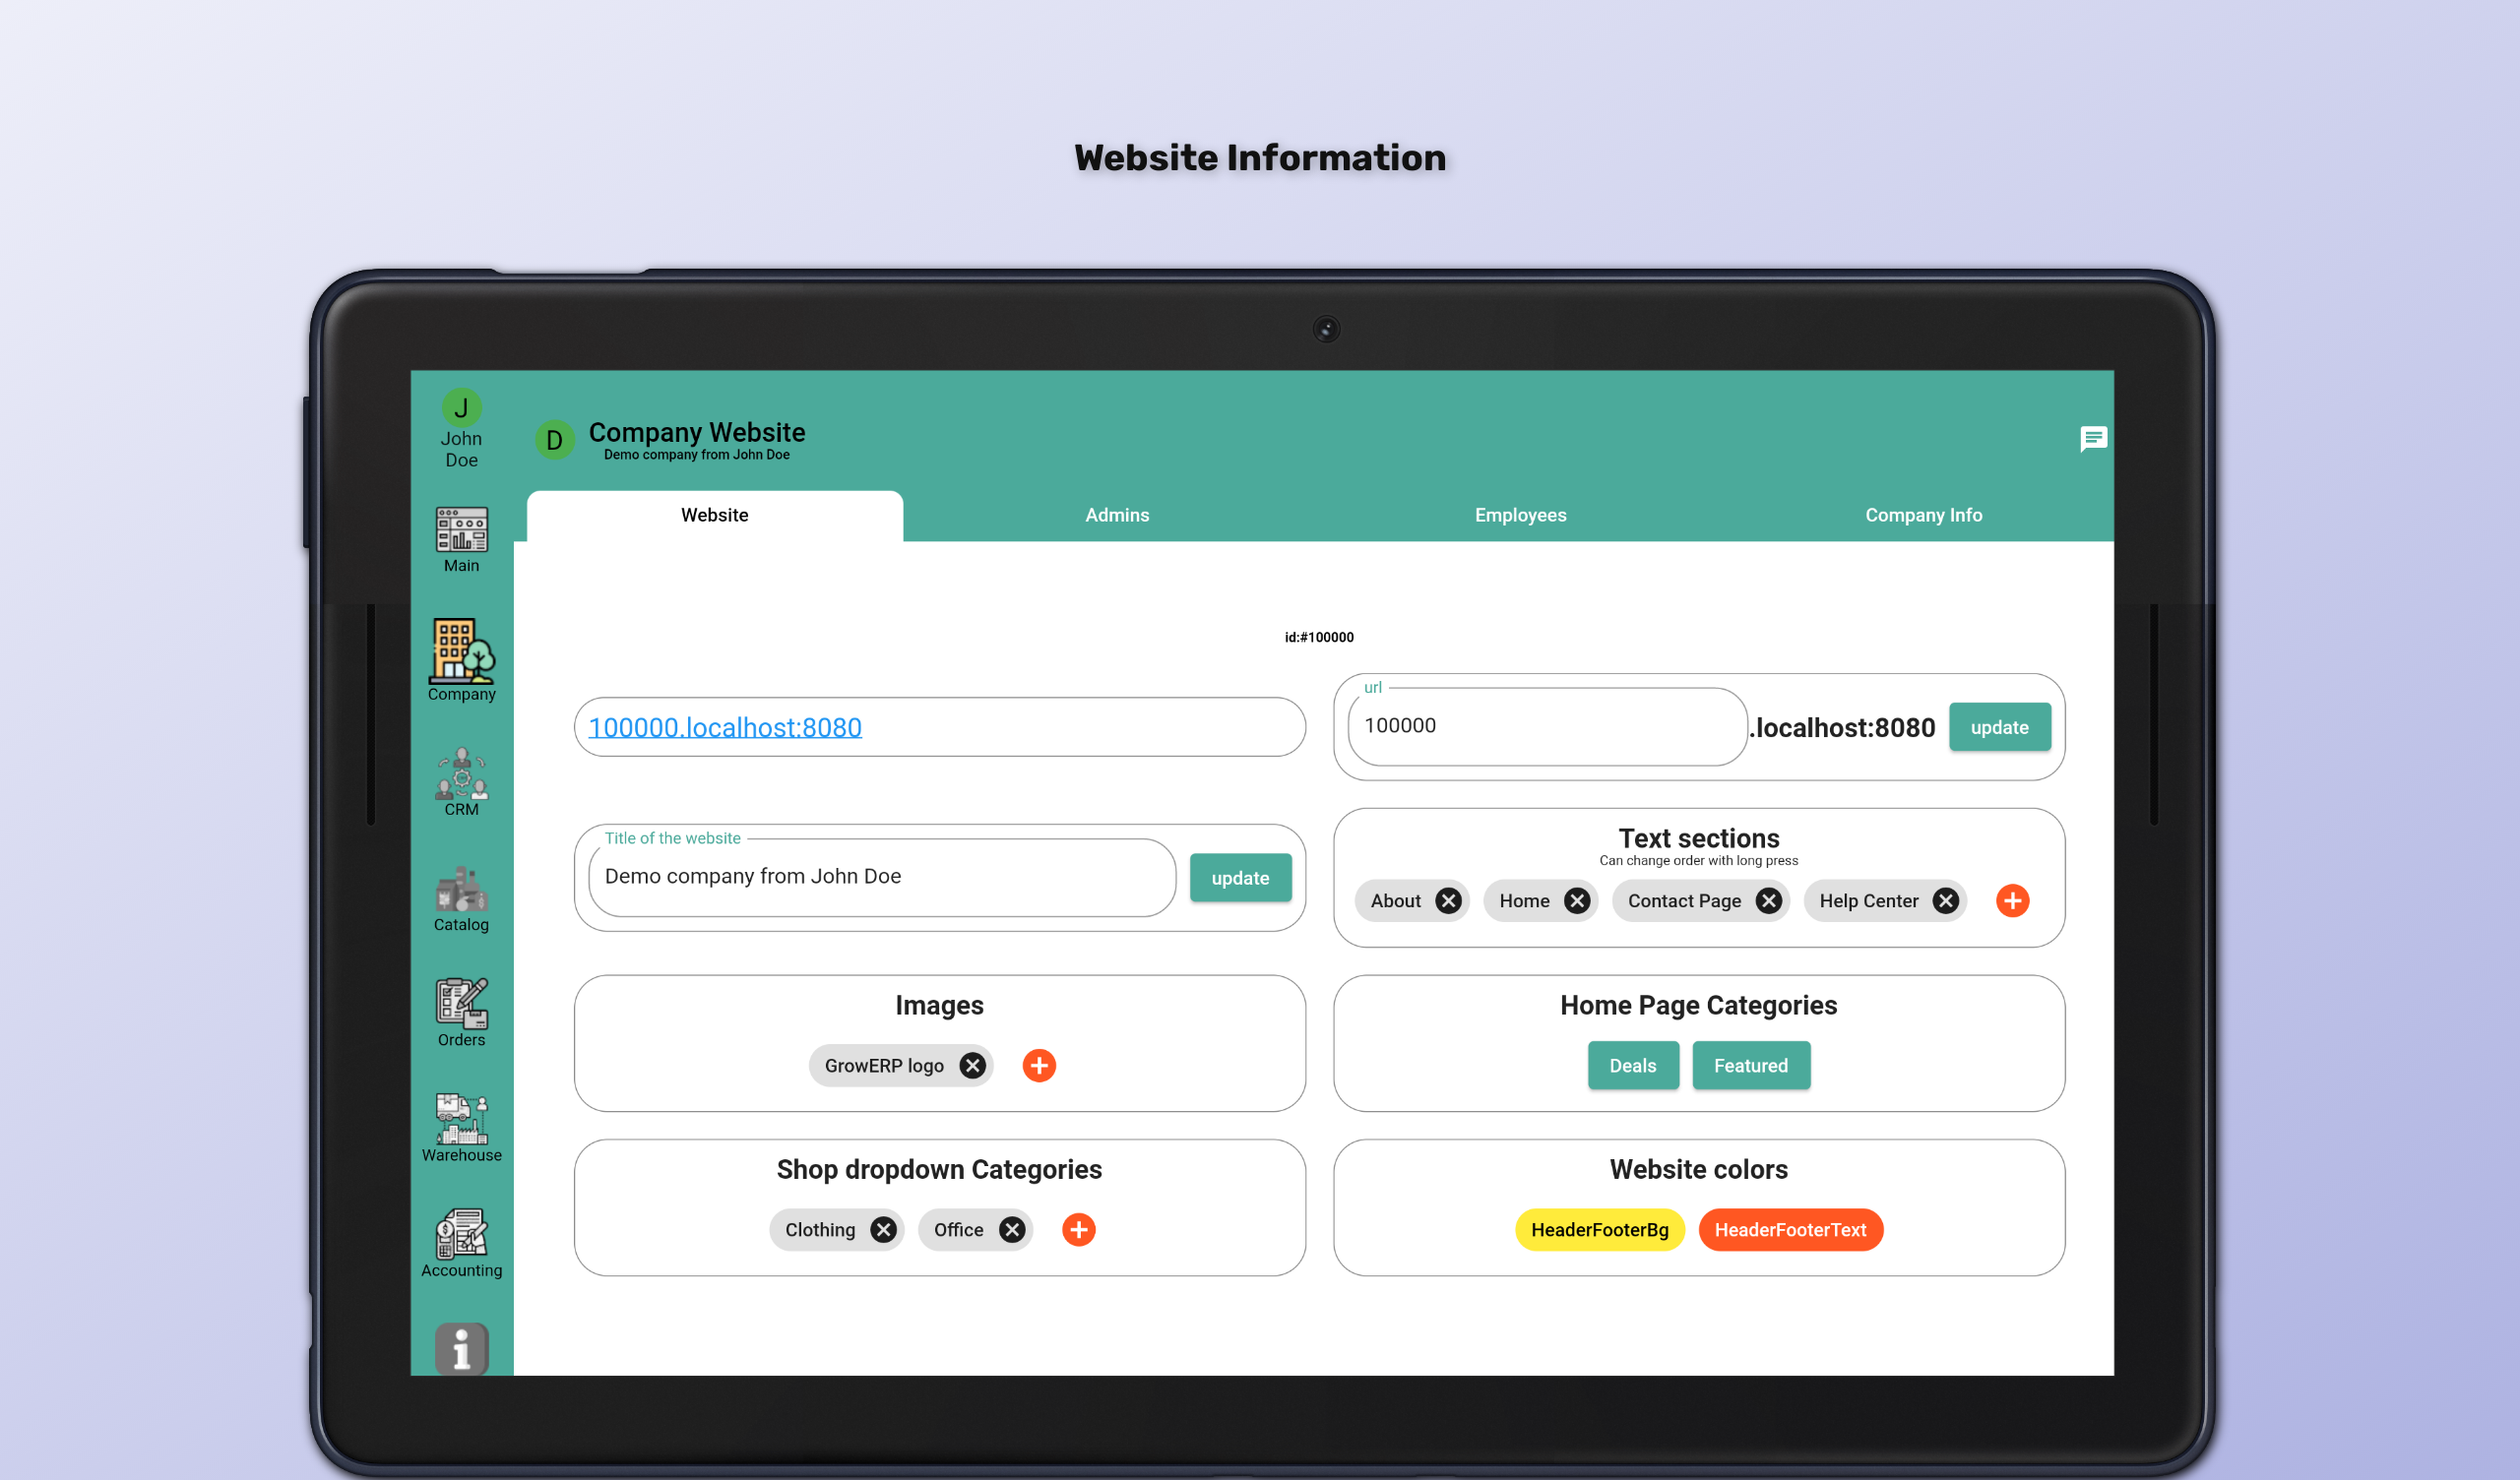 Website Information
J
John
Doe
D
Company Website
Demo company from John Doe
Website
Admins
Employees
Company Info
Main
Company
CRM
Catalog
Orders
Warehouse
Accounting
i
id:#100000
100000.localhost:8080
url
100000
.localhost:8080
update
Title of the website
Demo company from John Doe
update
Text sections
Can change order with long press
About
Home
Contact Page
Help Center
Images
GrowERP logo
Home Page Categories
Deals
Featured
Shop dropdown Categories
Clothing
Office
Website colors
HeaderFooterBg
HeaderFooterText